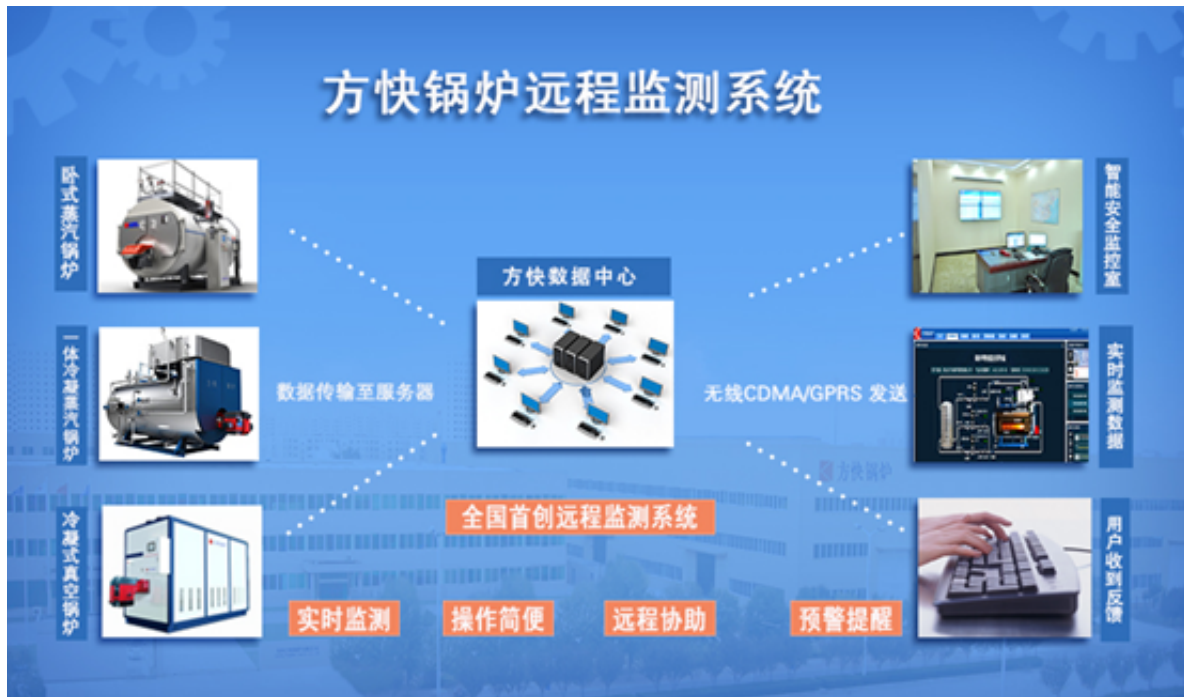 方快锅炉远程监测系统
卧式蒸汽锅炉
一体冷凝蒸汽锅炉
冷凝式真空锅炉
数据传输至服务器
方快数据中心
无线CDMA/GPRS 发送
智能安全监控室
实时监测数据
用户收到反馈
方快锅炉
全国首创远程监测系统
实时监测
操作简便
远程协助
预警提醒